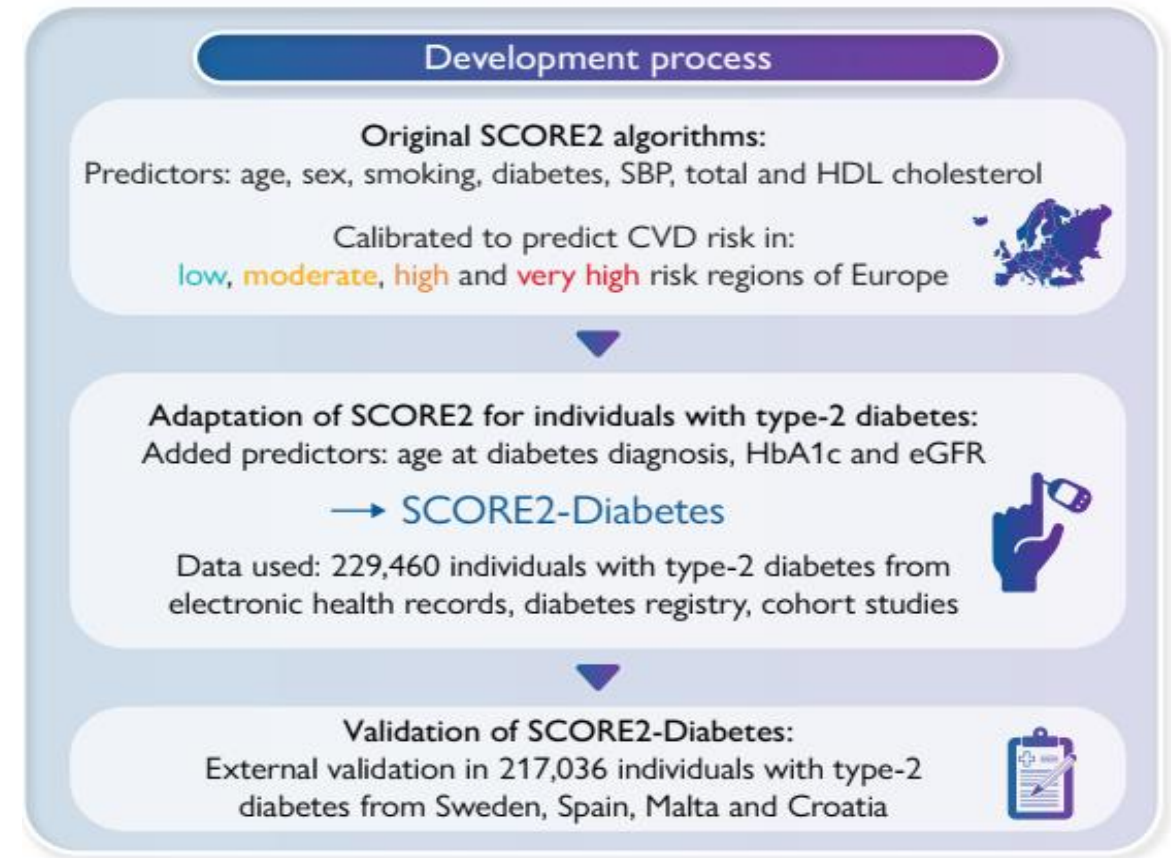 Development process
Original SCORE2 algorithms:
Predictors: age, sex, smoking, diabetes, SBP, total and HDL cholesterol
Calibrated to predict CVD risk in:
low, moderate, high and very high risk regions of Europe
Adaptation of SCORE2 for individuals with type-2 diabetes:
Added predictors: age at diabetes diagnosis, HbA1c and eGFR
→ SCORE2-Diabetes
Data used: 229,460 individuals with type-2 diabetes from
electronic health records, diabetes registry, cohort studies
Validation of SCORE2-Diabetes:
External validation in 217,036 individuals with type-2
diabetes from Sweden, Spain, Malta and Croatia